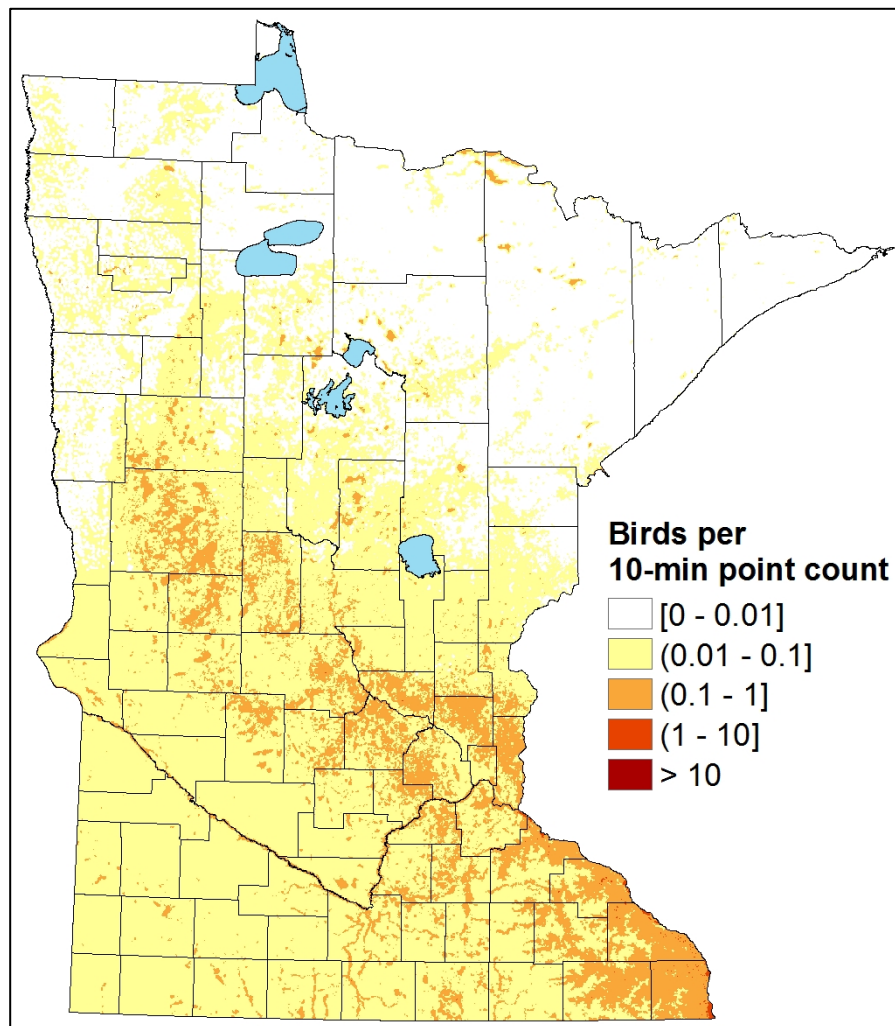 Birds per
10-min point count
[0 - 0.01]
(0.01 - 0.1]
(0.1 - 1]
(1 - 10]
> 10